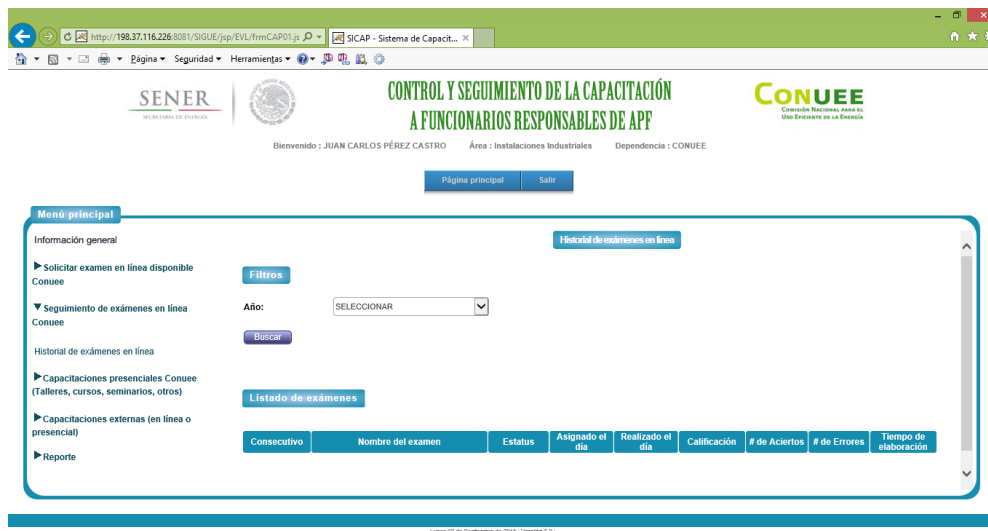 http://198.37.116.226:8081/SIGUE/jsp/EVL/frmCAP01.js
SICAP - Sistema de Capacit...
Página Seguridad Herramientas
SENER
SECRETARÍA DE ENERGÍA
CONTROL Y SEGUIMIENTO DE LA CAPACITACIÓN
A FUNCIONARIOS RESPONSABLES DE APF
CONUEE
COMISIÓN NACIONAL PARA EL
USO EFICIENTE DE LA ENERGÍA
Bienvenido : JUAN CARLOS PÉREZ CASTRO Área : Instalaciones Industriales Dependencia : CONUEE
Página principal Salir
Menú principal
Información general
Historial de exámenes en línea
Solicitar examen en línea disponible
Conuee
Filtros
Seguimiento de exámenes en línea
Conuee
Año: SELECCIONAR
Buscar
Historial de exámenes en línea
Capacitaciones presenciales Conuee
(Talleres, cursos, seminarios, otros)
Listado de exámenes
Capacitaciones externas (en línea o
presencial)
Reporte
Consecutivo Nombre del examen Estatus Asignado el día Realizado el día Calificación # de Aciertos # de Errores Tiempo de elaboración